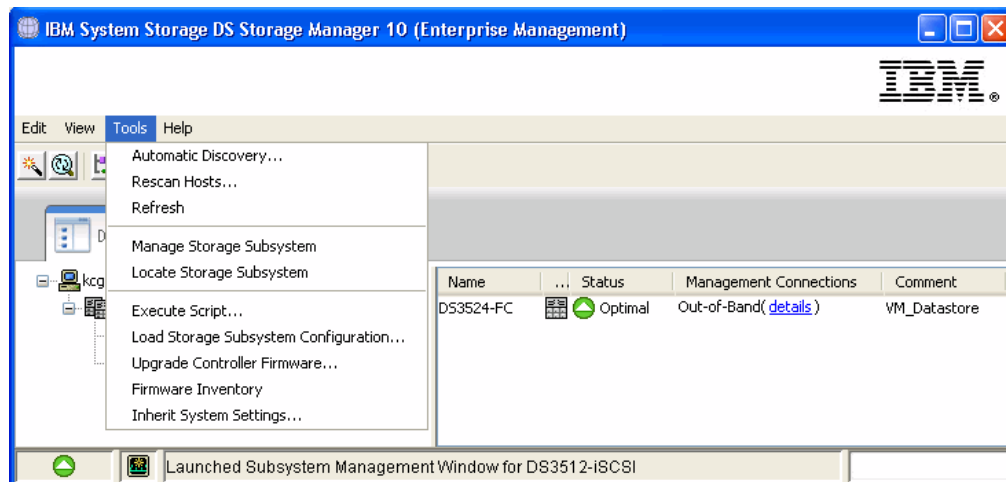 IBM System Storage DS Storage Manager 10 (Enterprise Management)
IBM®
Edit View Tools Help
Automatic Discovery...
Rescan Hosts...
Refresh
D
Manage Storage Subsystem
Locate Storage Subsystem
kcg
Name ... Status Management Connections Comment
DS3524-FC Optimal Out-of-Band(details) VM_Datastore
Execute Script...
Load Storage Subsystem Configuration...
Upgrade Controller Firmware...
Firmware Inventory
Inherit System Settings...
Launched Subsystem Management Window for DS3512-iSCSI